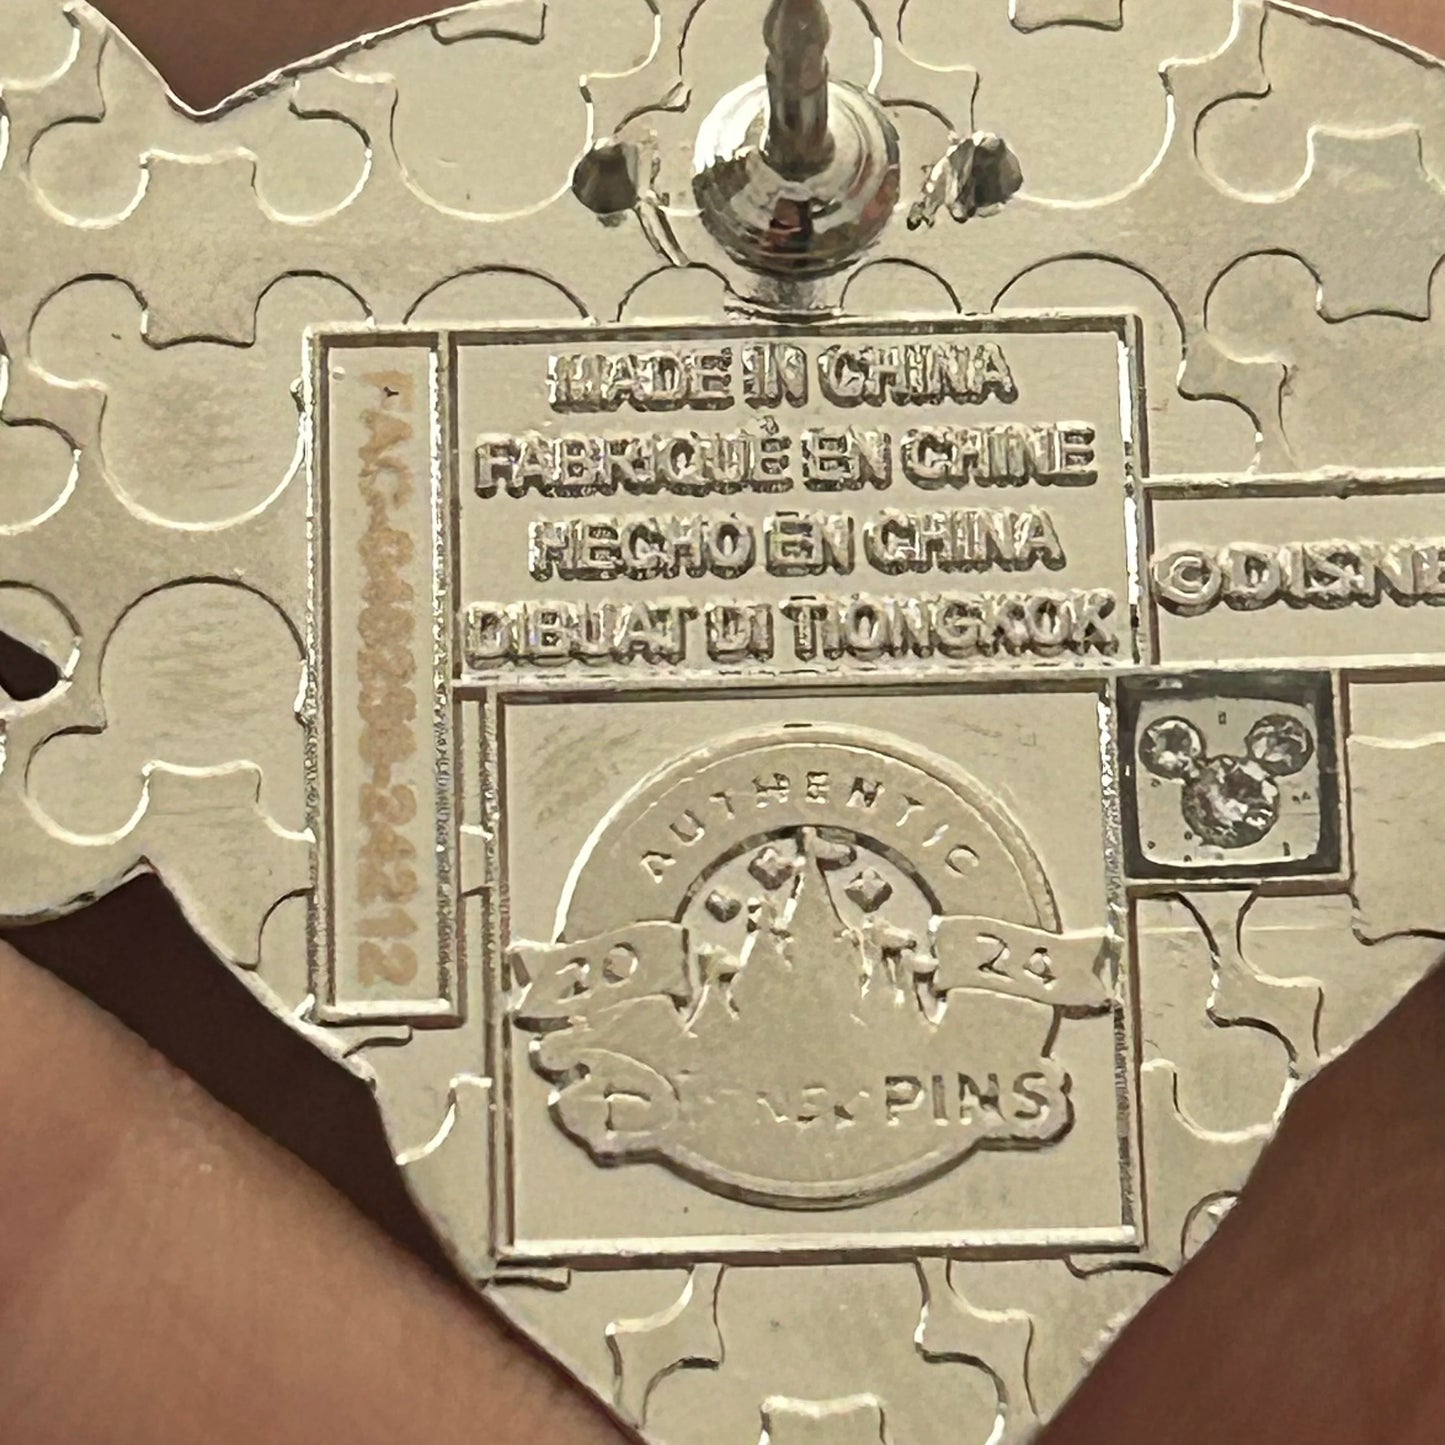 MADE IN CHINA
FABRIQUÉ EN CHINE
HECHO EN CHINA
DIBUAT DI TIONGKOK
©DISNE
AUTHENTIC
20 24
PINS